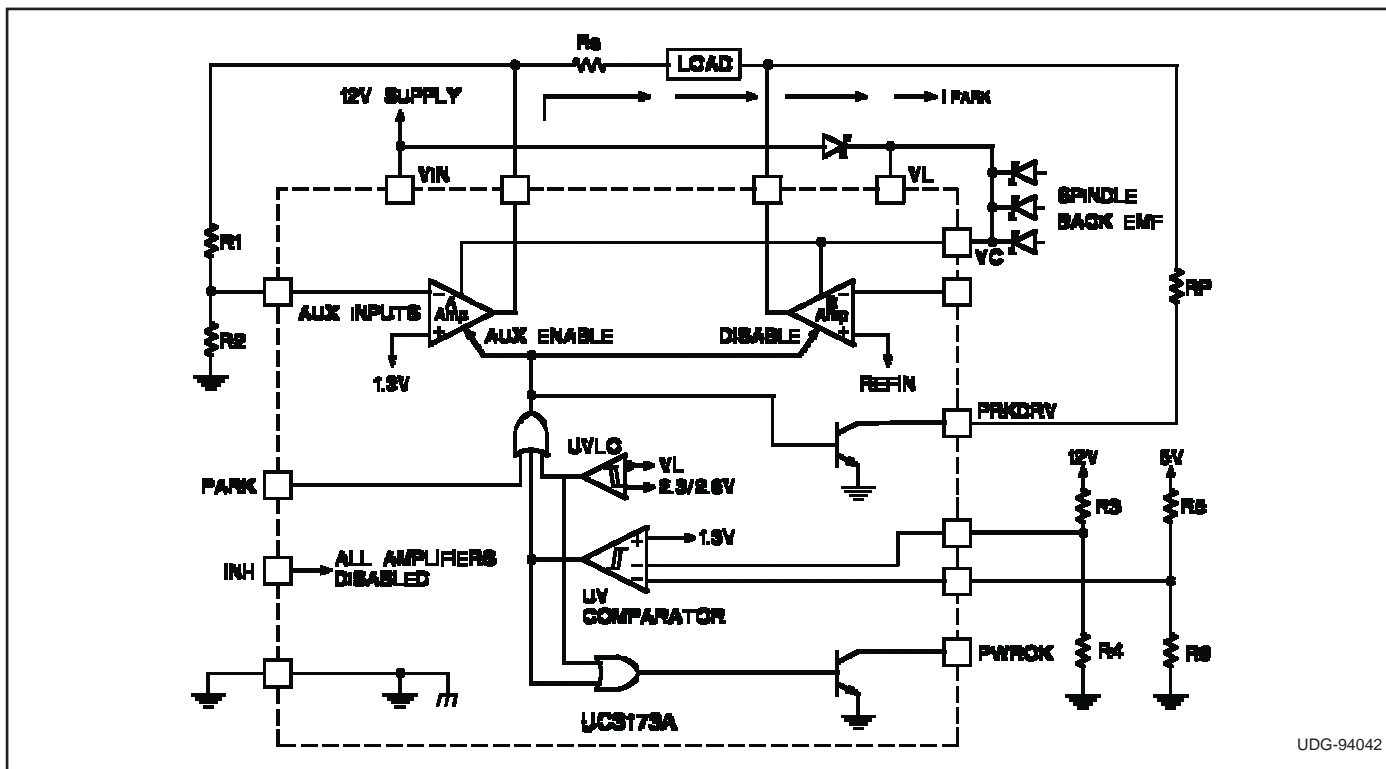 Rs
LOAD
12V SUPPLY
I PARK
VIN
VL
SPINDLE
BACK EMF
R1
VC
RP
AUX INPUTS
−
A
Amp
+
−
B
Amp
+
R2
AUX ENABLE
DISABLE
1.3V
REFIN
PRKDRV
UVLO
VL
2.3/2.6V
12V
5V
PARK
R3
R5
+
1.3V
−
−
INH
ALL AMPLIFIERS
DISABLED
UV
COMPARATOR
PWROK
R4
R6
UC3173A
UDG-94042